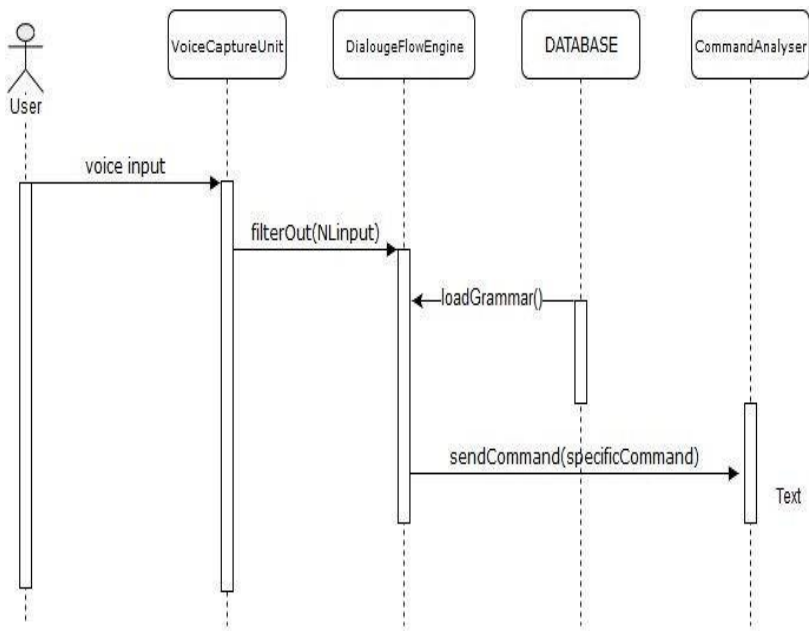 VoiceCaptureUnit
DialougeFlowEngine
DATABASE
CommandAnalyser
User
voice input
filterOut(NLinput)
loadGrammar()
sendCommand(specificCommand)
Text